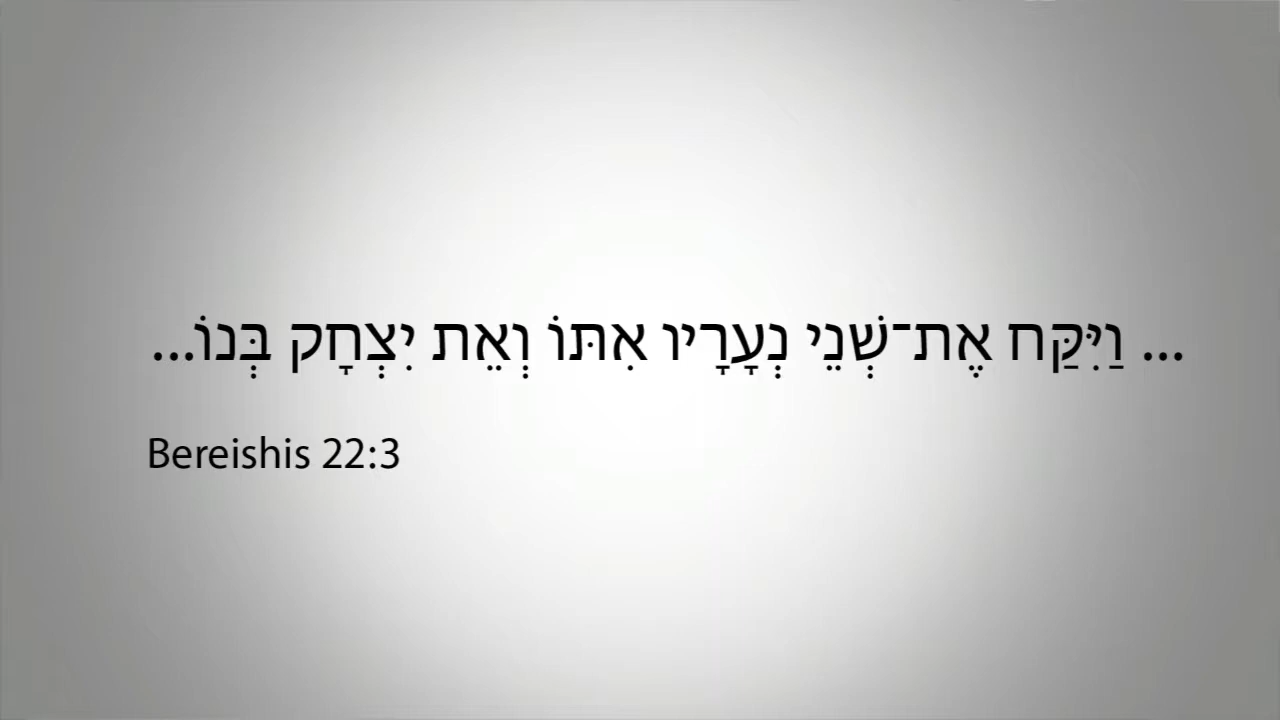 ... וַיִּקַּח אֶת־שְׁנֵי נְעָרָיו אִתּוֹ וְאֵת יִצְחָק בְּנוֹ...
Bereishis 22:3